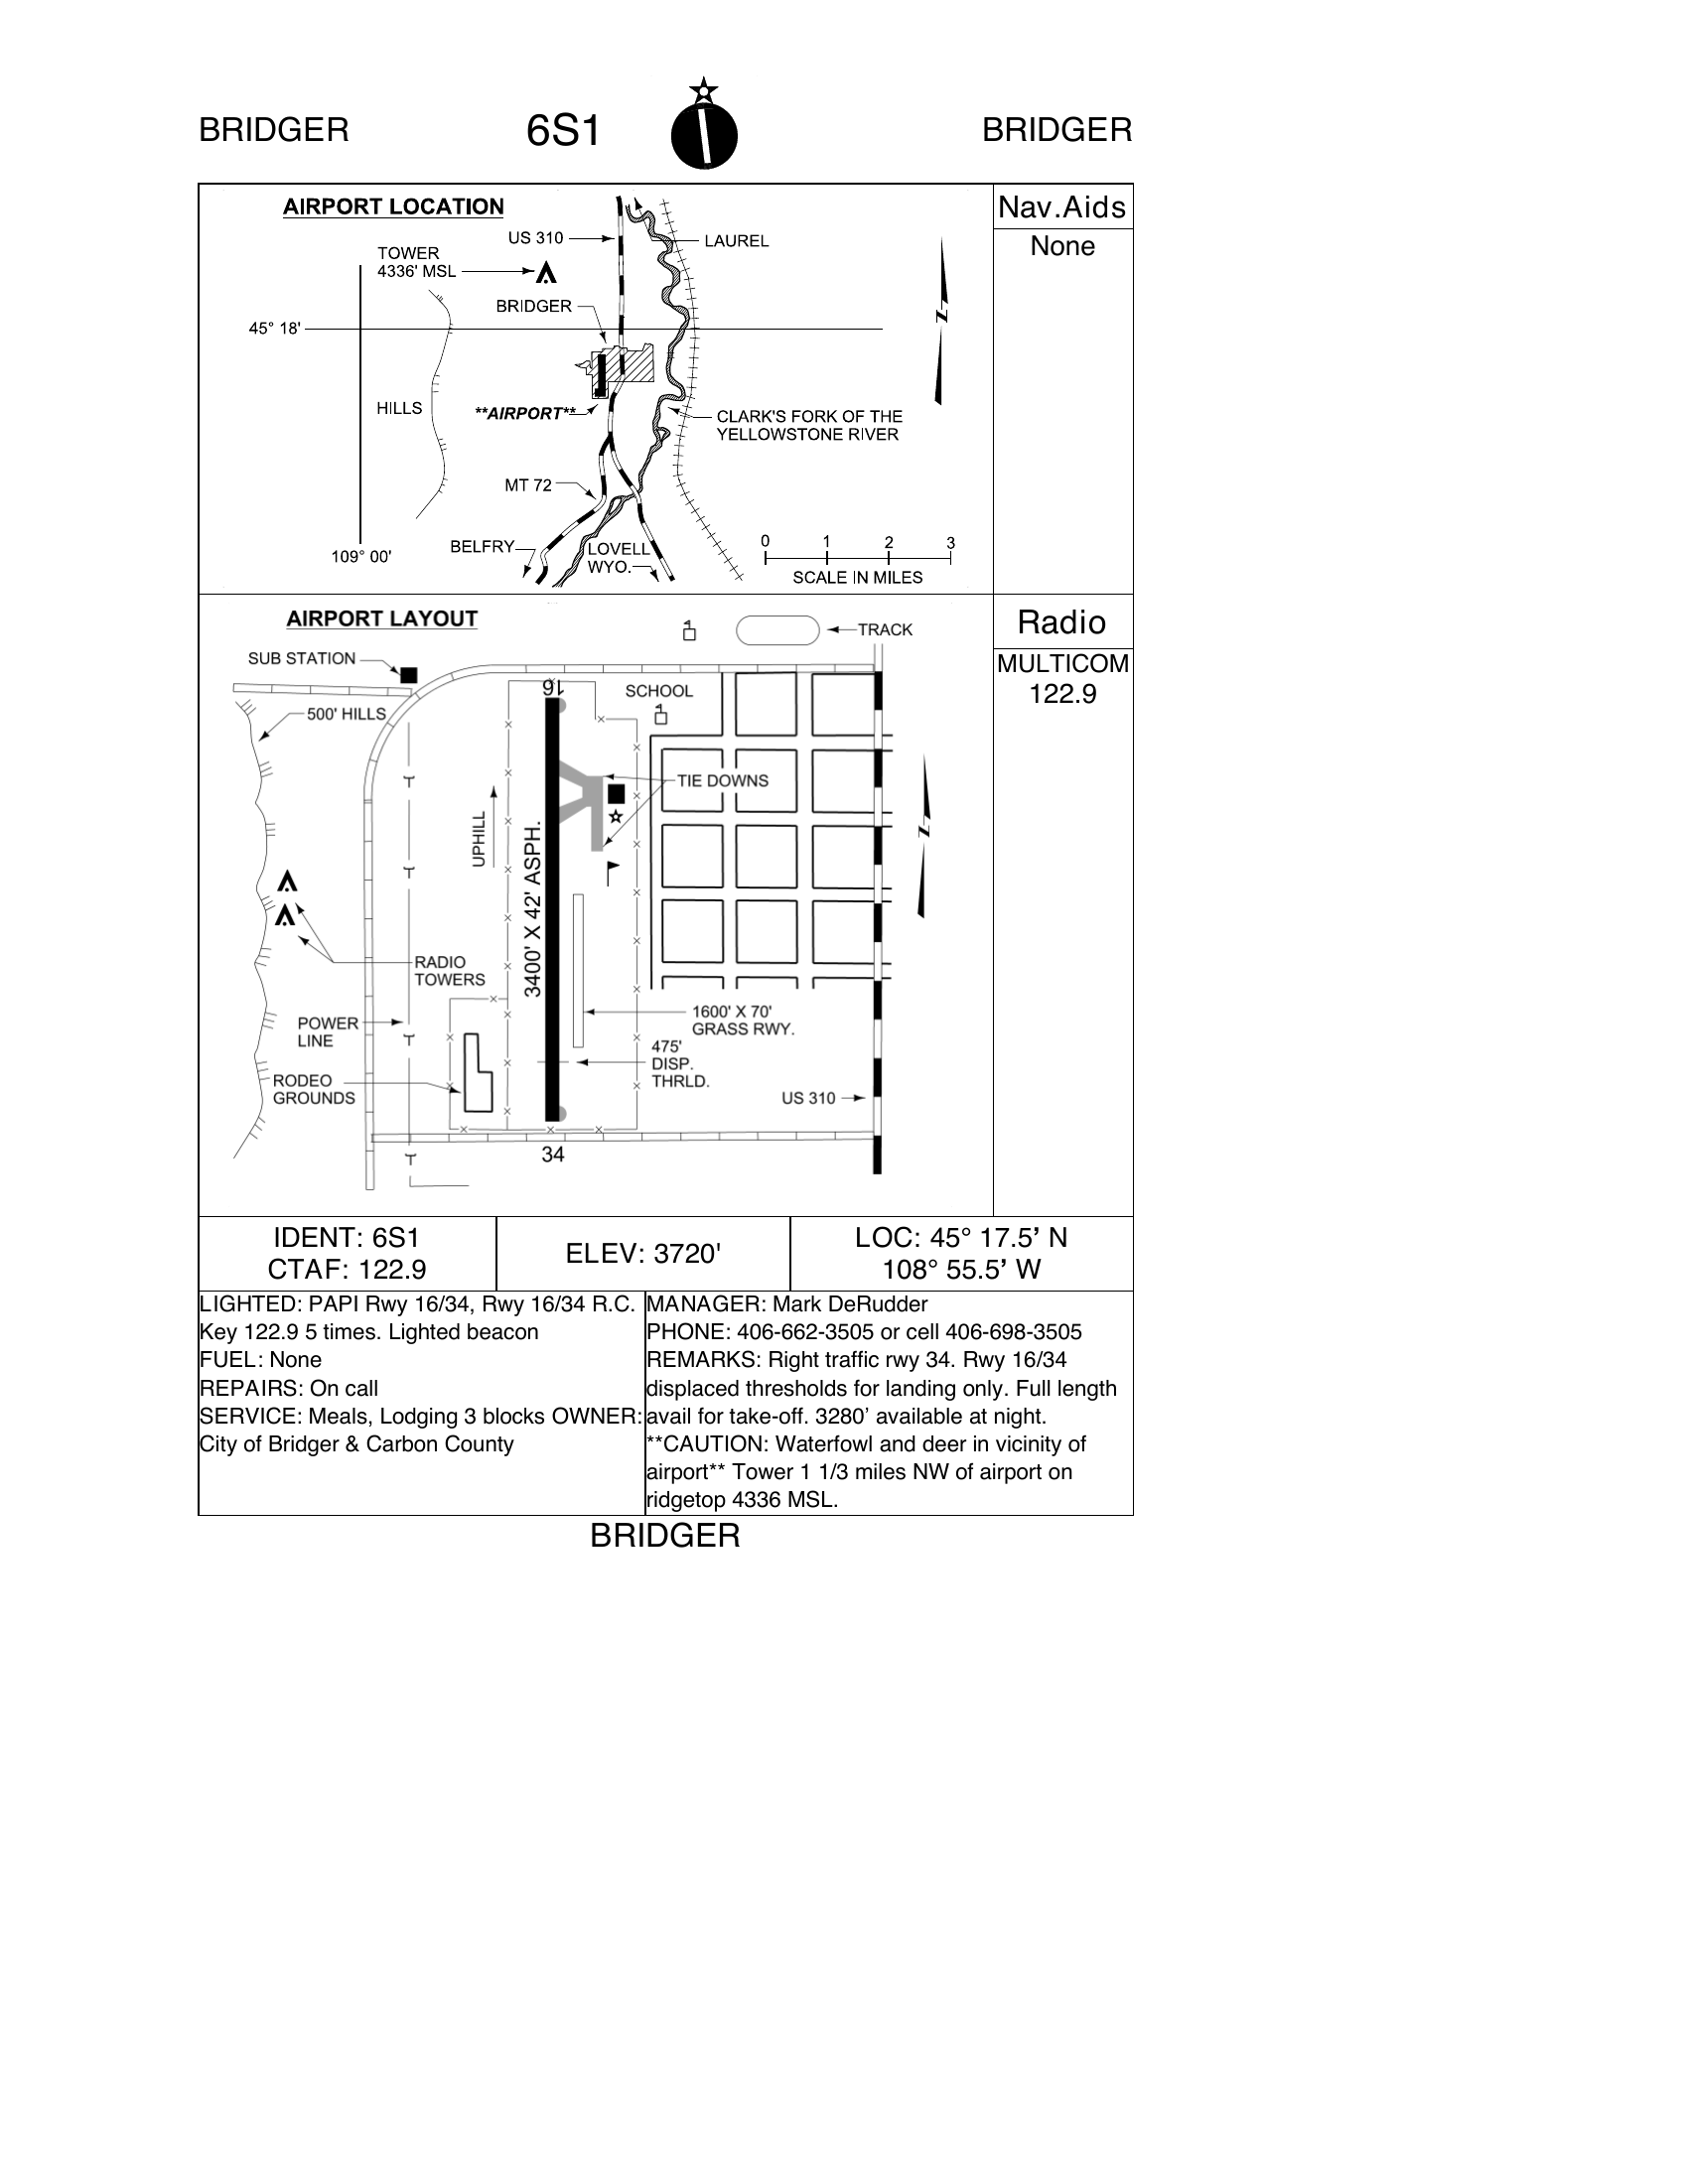 BRIDGER
6S1
BRIDGER
AIRPORT LOCATION
US 310
LAUREL
TOWER
4336' MSL
BRIDGER
45° 18'
HILLS
**AIRPORT**
CLARK'S FORK OF THE
YELLOWSTONE RIVER
MT 72
BELFRY
LOVELL
WYO.
109° 00'
0 1 2 3
SCALE IN MILES
N
Nav.Aids
None
AIRPORT LAYOUT
TRACK
SUB STATION
16
SCHOOL
500' HILLS
TIE DOWNS
UPHILL
3400' X 42' ASPH.
N
RADIO
TOWERS
POWER
LINE
1600' X 70'
GRASS RWY.
475'
DISP.
THRLD.
RODEO
GROUNDS
US 310
34
Radio
MULTICOM
122.9
IDENT: 6S1
CTAF: 122.9
ELEV: 3720'
LOC: 45° 17.5’ N
108° 55.5’ W
LIGHTED: PAPI Rwy 16/34, Rwy 16/34 R.C.
Key 122.9 5 times. Lighted beacon
FUEL: None
REPAIRS: On call
SERVICE: Meals, Lodging 3 blocks OWNER:
City of Bridger & Carbon County
MANAGER: Mark DeRudder
PHONE: 406-662-3505 or cell 406-698-3505
REMARKS: Right traffic rwy 34. Rwy 16/34
displaced thresholds for landing only. Full length
avail for take-off. 3280’ available at night.
**CAUTION: Waterfowl and deer in vicinity of
airport** Tower 1 1/3 miles NW of airport on
ridgetop 4336 MSL.
BRIDGER